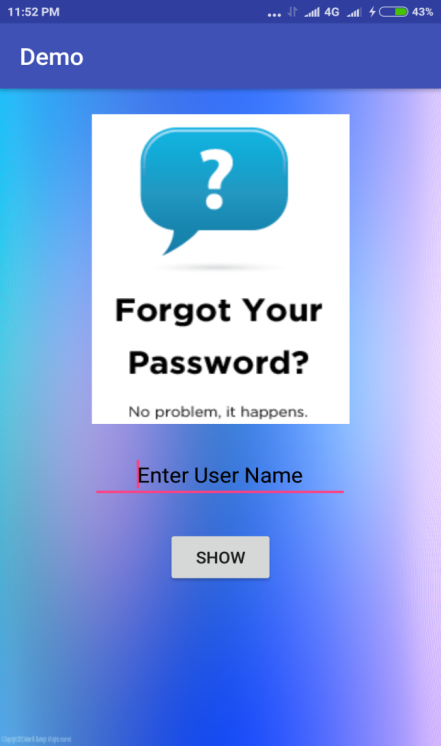 11:52 PM
4G
43%
Demo
?
Forgot Your
Password?
No problem, it happens.
Enter User Name
SHOW